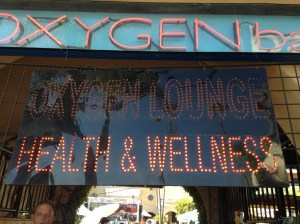 OXYGEN ba
OXYGEN LOUNGE
HEALTH & WELLNESS